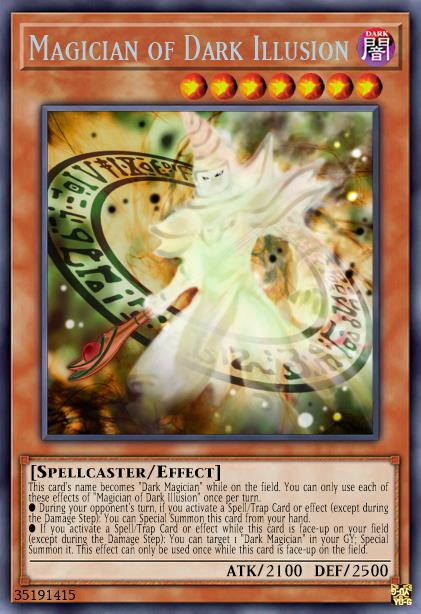 MAGICIAN OF DARK ILLUSION
DARK
闇
[SPELLCASTER/EFFECT]
This card's name becomes "Dark Magician" while on the field. You can only use each of
these effects of "Magician of Dark Illusion" once per turn.
● During your opponent's turn, if you activate a Spell/Trap Card or effect (except during
the Damage Step): You can Special Summon this card from your hand.
● If you activate a Spell/Trap Card or effect while this card is face-up on your field
(except during the Damage Step): You can target 1 "Dark Magician" in your GY; Special
Summon it. This effect can only be used once while this card is face-up on the field.
ATK/2100 DEF/2500
35191415